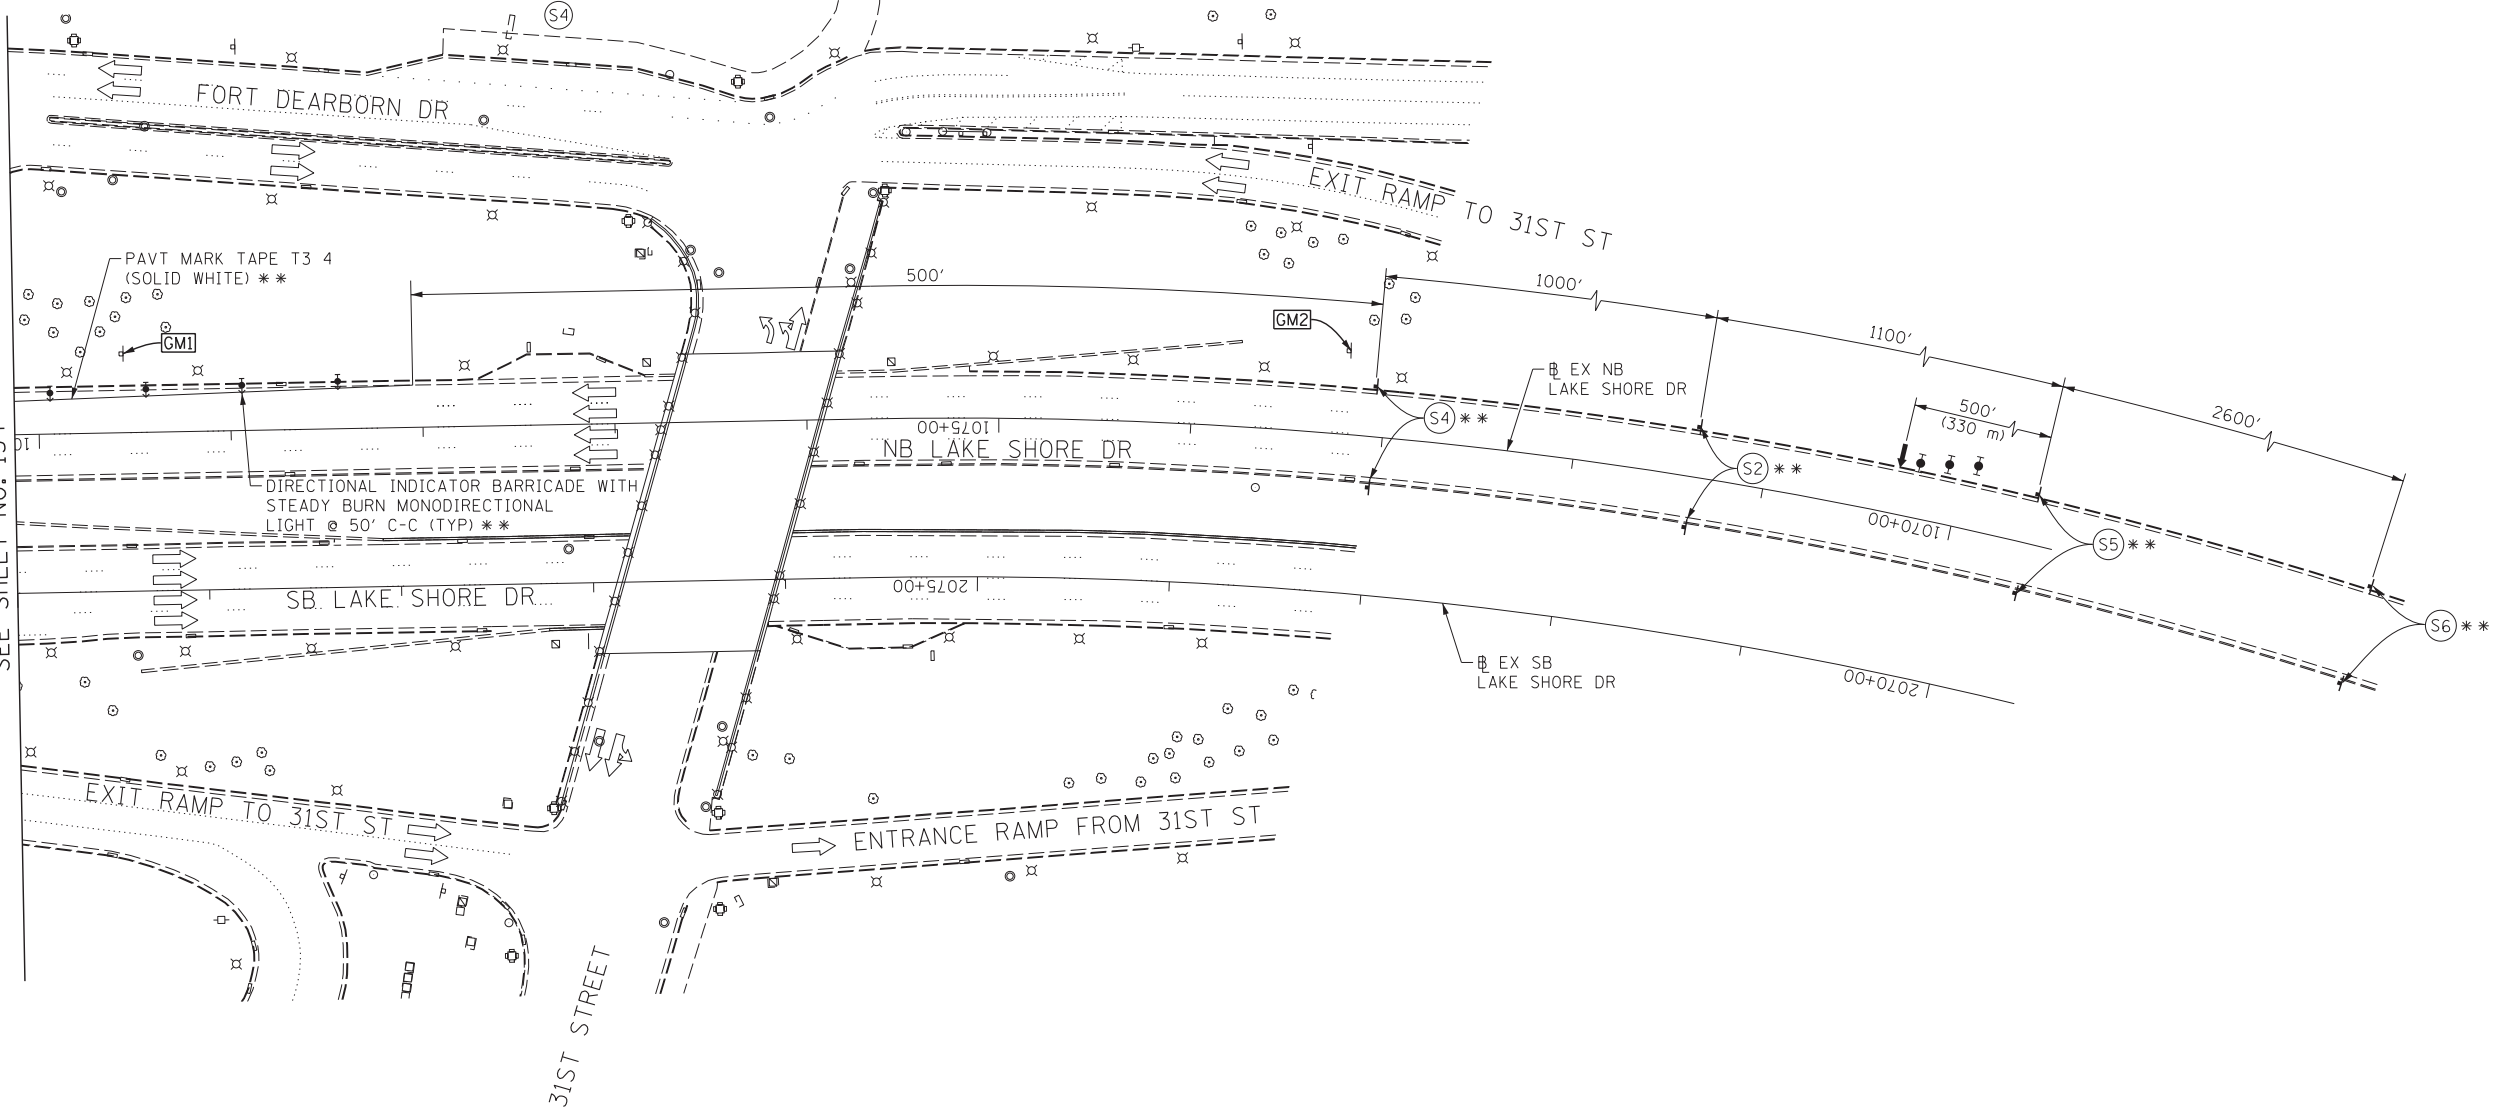 S4
FORT DEARBORN DR
EXIT RAMP TO 31ST ST
PAVT MARK TAPE T3 4
(SOLID WHITE) ✳✳
500'
1000'
1100'
GM1
GM2
500'
(330 m)
2600'
℄ EX NB
LAKE SHORE DR
S4 ✳✳
S2 ✳✳
S5 ✳✳
S6 ✳✳
1075+00
NB LAKE SHORE DR
1070+00
DIRECTIONAL INDICATOR BARRICADE WITH
STEADY BURN MONODIRECTIONAL
LIGHT @ 50' C-C (TYP) ✳✳
2075+00
SB LAKE SHORE DR
℄ EX SB
LAKE SHORE DR
2070+00
EXIT RAMP TO 31ST ST
ENTRANCE RAMP FROM 31ST ST
31ST STREET